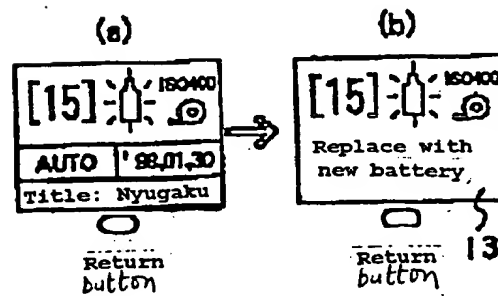 (a)
[15] ISO400
AUTO '98,01,30
Title: Nyugaku
Return
button
(b)
[15] ISO400
Replace with
new battery
13
Return
button